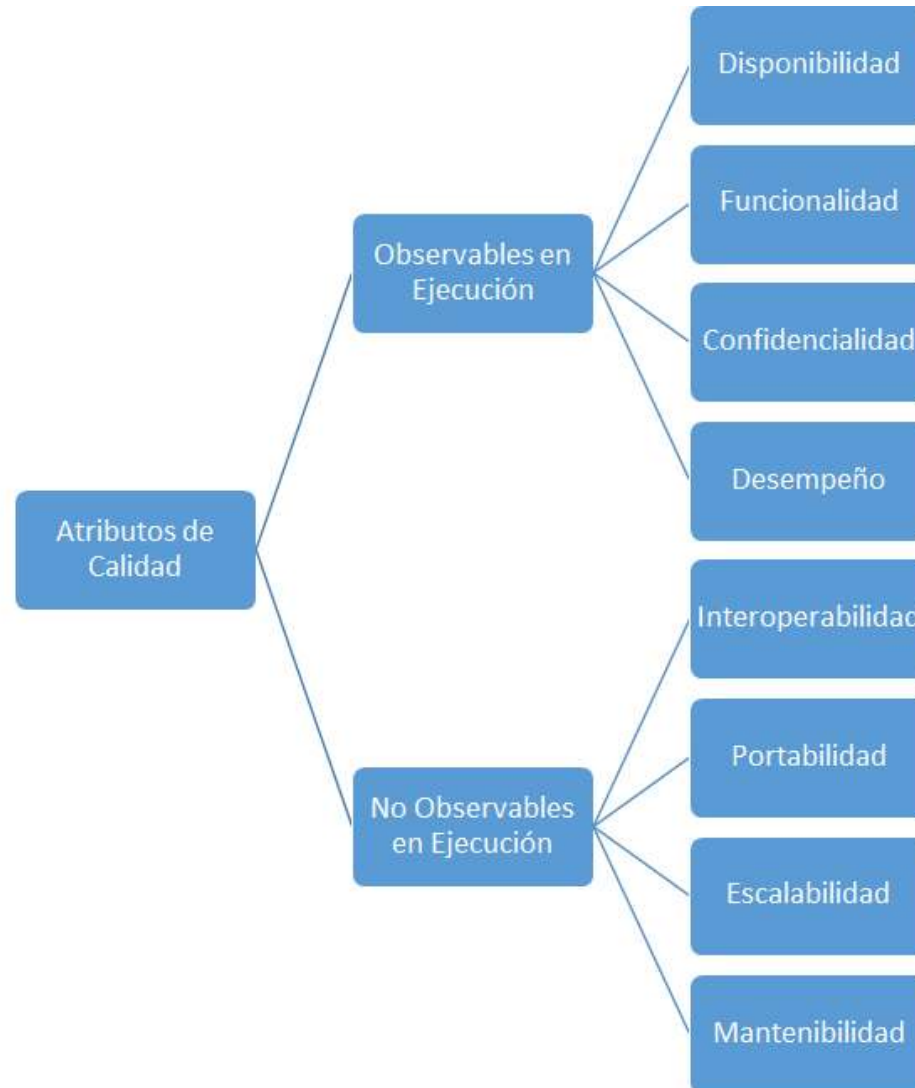 Atributos de
Calidad
Observables en
Ejecución
Disponibilidad
Funcionalidad
Confidencialidad
Desempeño
No Observables
en Ejecución
Interoperabilidad
Portabilidad
Escalabilidad
Mantenibilidad